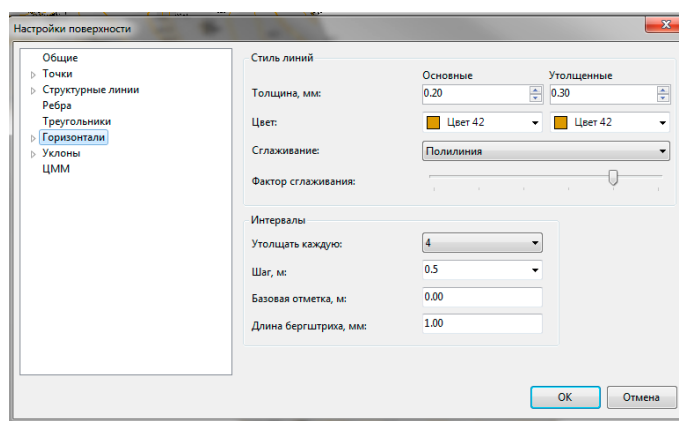 Настройки поверхности
Общие
Точки
Структурные линии
Ребра
Треугольники
Горизонтали
Уклоны
ЦММ
Стиль линий
Основные Утолщенные
Толщина, мм: 0.20 0.30
Цвет: Цвет 42 Цвет 42
Сглаживание: Полилиния
Фактор сглаживания:
Интервалы
Утолщать каждую: 4
Шаг, м: 0.5
Базовая отметка, м: 0.00
Длина бергштриха, мм: 1.00
OK Отмена